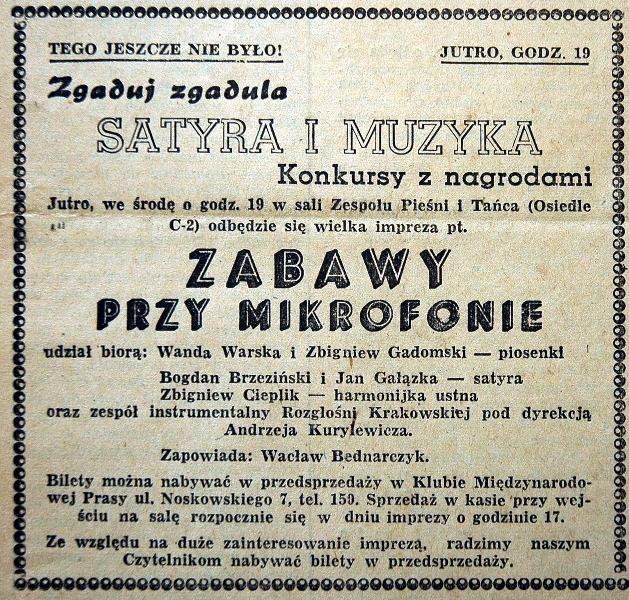 TEGO JESZCZE NIE BYŁO!
JUTRO, GODZ. 19
Zgaduj zgadula
SATYRA I MUZYKA
Konkursy z nagrodami
Jutro, we środę o godz. 19 w sali Zespołu Pieśni i Tańca (Osiedle
C-2) odbędzie się wielka impreza pt.
ZABAWY
PRZY MIKROFONIE
udział biorą: Wanda Warska i Zbigniew Gadomski — piosenki
Bogdan Brzeziński i Jan Gałązka — satyra
Zbigniew Cieplik — harmonijka ustna
oraz zespół instrumentalny Rozgłośni Krakowskiej pod dyrekcją
Andrzeja Kurylewicza.
Zapowiada: Wacław Bednarczyk.
Bilety można nabywać w przedsprzedaży w Klubie Międzynarodo-
wej Prasy ul. Noskowskiego 7, tel. 159. Sprzedaż w kasie przy wej-
ściu na salę rozpocznie się w dniu imprezy o godzinie 17.
Ze względu na duże zainteresowanie imprezą, radzimy naszym
Czytelnikom nabywać bilety w przedsprzedaży.